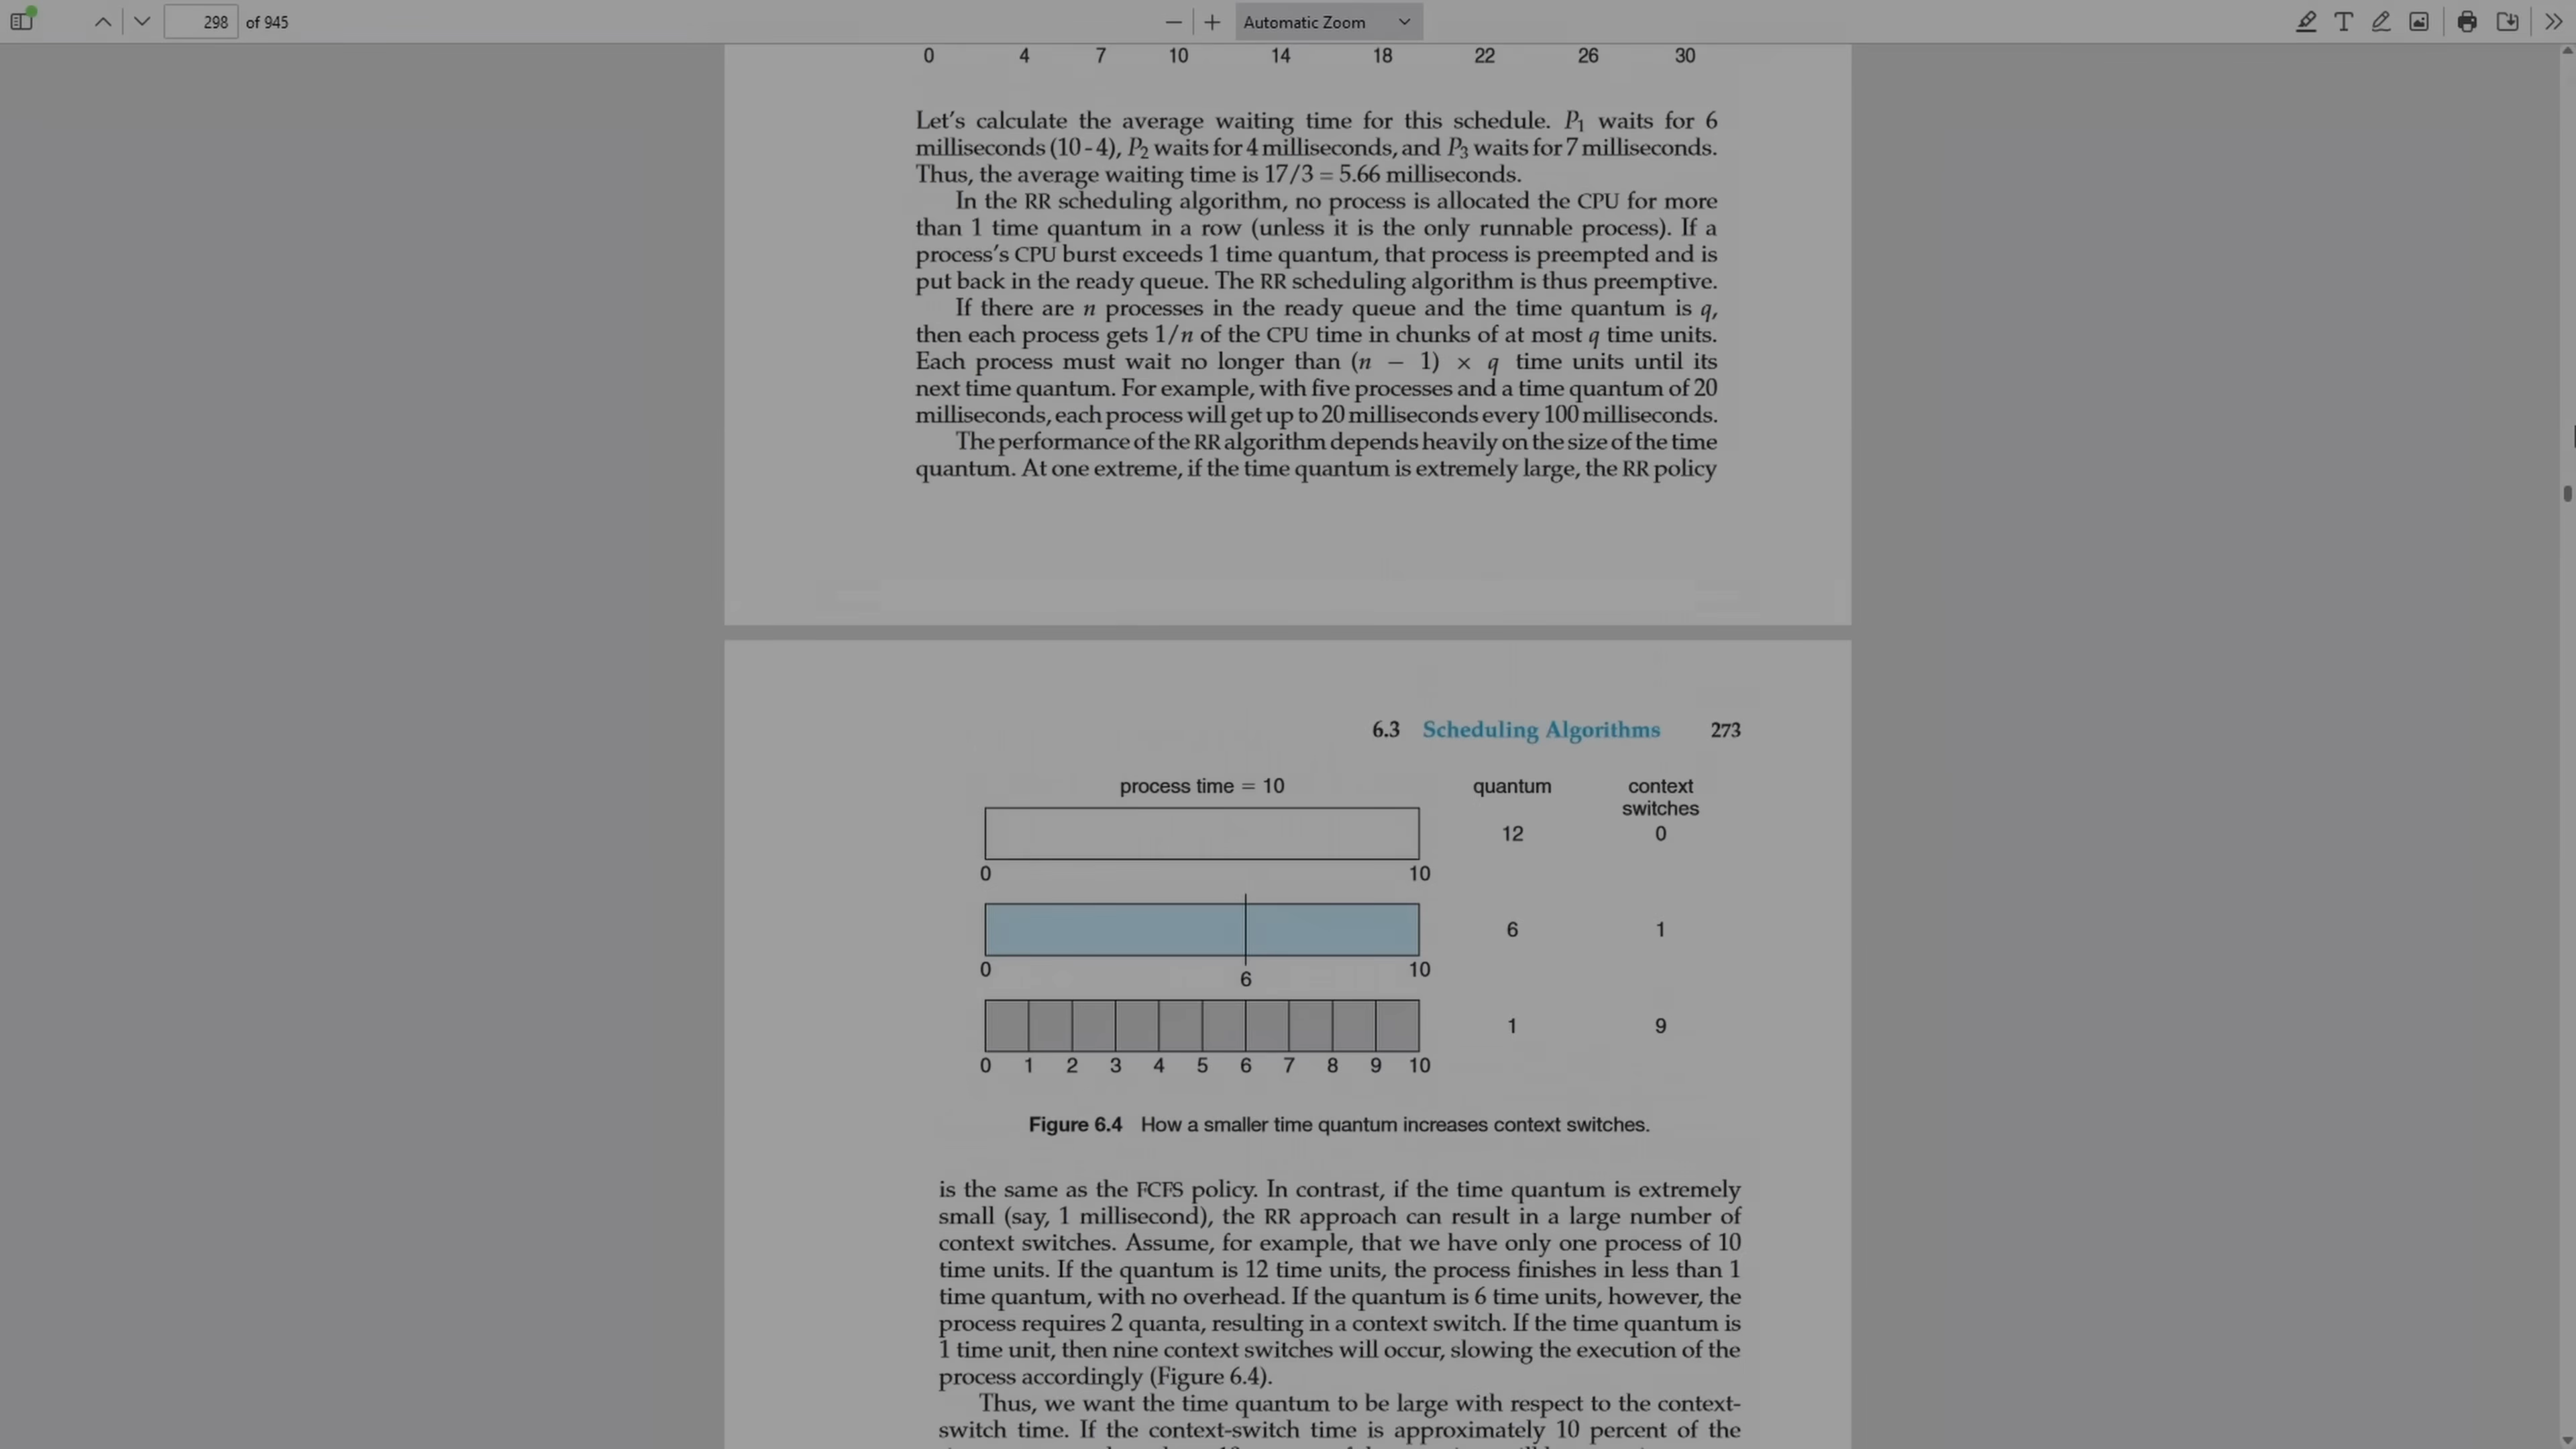 298 of 945 Automatic Zoom
0 4 7 10 14 18 22 26 30
Let's calculate the average waiting time for this schedule. P1 waits for 6
milliseconds (10 - 4), P2 waits for 4 milliseconds, and P3 waits for 7 milliseconds.
Thus, the average waiting time is 17/3 = 5.66 milliseconds.
In the RR scheduling algorithm, no process is allocated the CPU for more
than 1 time quantum in a row (unless it is the only runnable process). If a
process's CPU burst exceeds 1 time quantum, that process is preempted and is
put back in the ready queue. The RR scheduling algorithm is thus preemptive.
If there are n processes in the ready queue and the time quantum is q,
then each process gets 1/n of the CPU time in chunks of at most q time units.
Each process must wait no longer than (n − 1) × q time units until its
next time quantum. For example, with five processes and a time quantum of 20
milliseconds, each process will get up to 20 milliseconds every 100 milliseconds.
The performance of the RR algorithm depends heavily on the size of the time
quantum. At one extreme, if the time quantum is extremely large, the RR policy
6.3 Scheduling Algorithms 273
process time = 10 quantum context
switches
12 0
0 10
6 1
0 6 10
1 9
0 1 2 3 4 5 6 7 8 9 10
Figure 6.4 How a smaller time quantum increases context switches.
is the same as the FCFS policy. In contrast, if the time quantum is extremely
small (say, 1 millisecond), the RR approach can result in a large number of
context switches. Assume, for example, that we have only one process of 10
time units. If the quantum is 12 time units, the process finishes in less than 1
time quantum, with no overhead. If the quantum is 6 time units, however, the
process requires 2 quanta, resulting in a context switch. If the time quantum is
1 time unit, then nine context switches will occur, slowing the execution of the
process accordingly (Figure 6.4).
Thus, we want the time quantum to be large with respect to the context-
switch time. If the context-switch time is approximately 10 percent of the